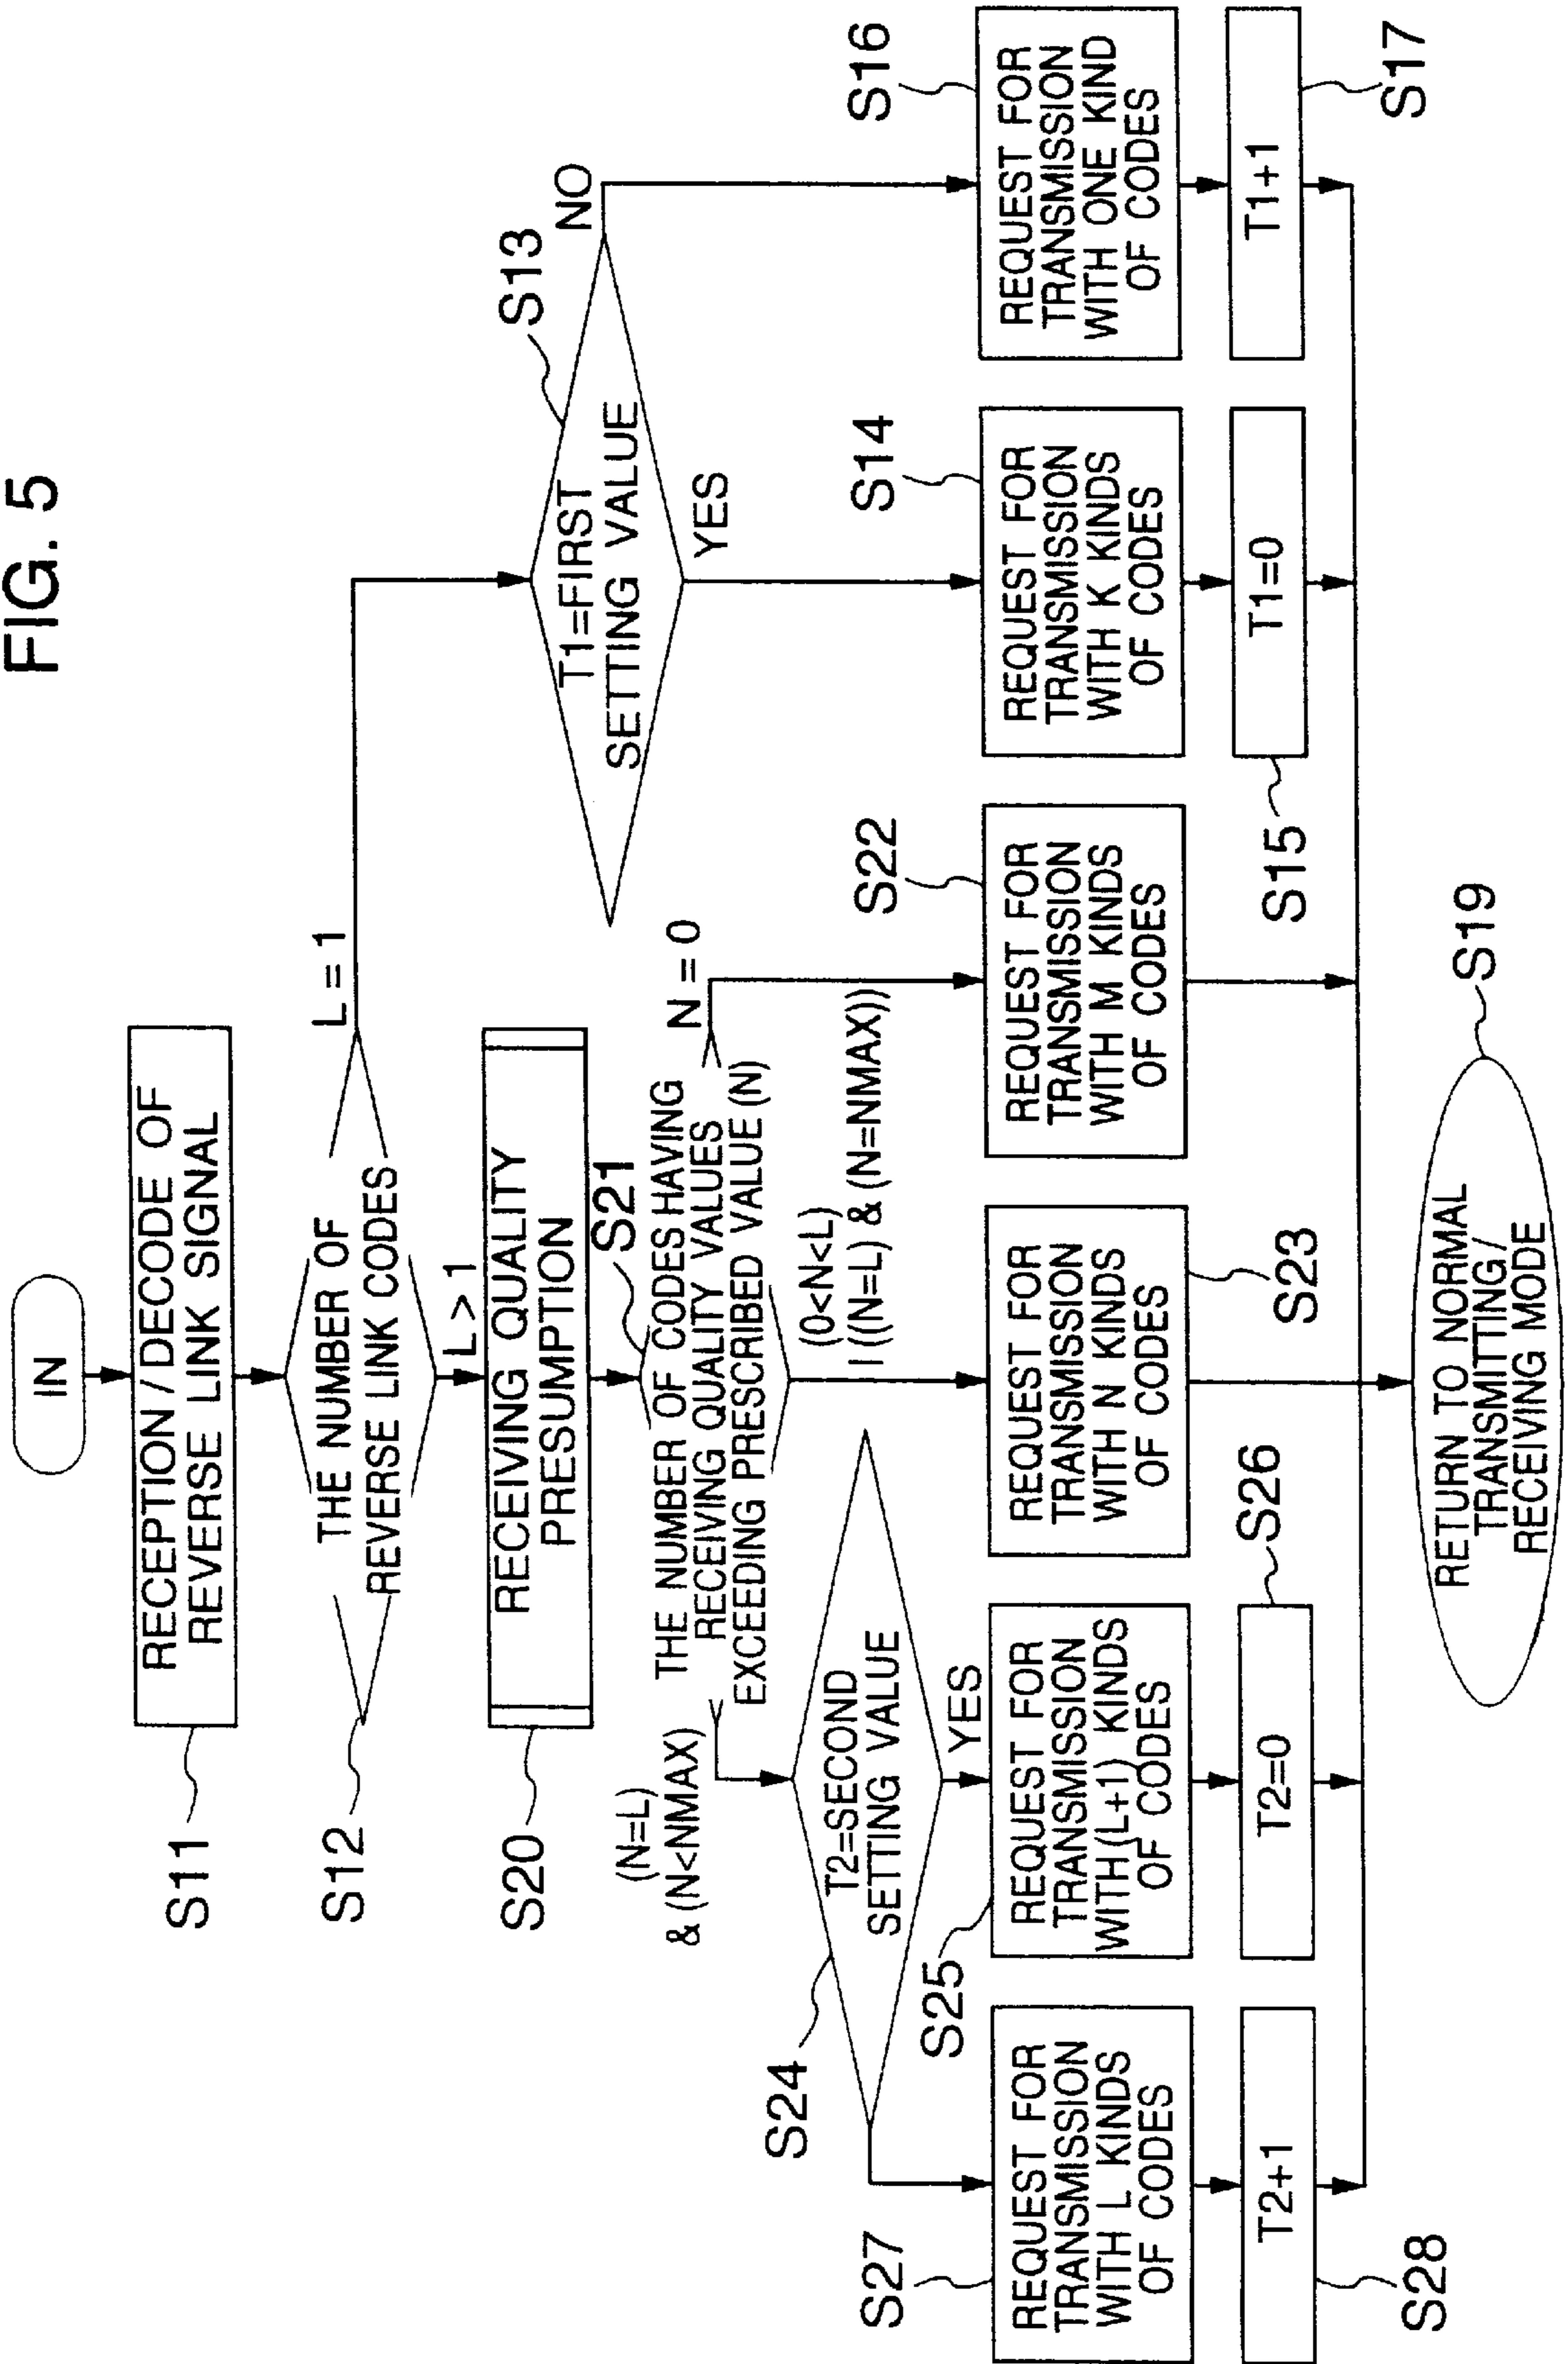 FIG. 5
IN
RECEPTION / DECODE OF
REVERSE LINK SIGNAL
S11
THE NUMBER OF
REVERSE LINK CODES
S12
L = 1
L > 1
RECEIVING QUALITY
PRESUMPTION
S20
S21
THE NUMBER OF CODES HAVING
RECEIVING QUALITY VALUES
EXCEEDING PRESCRIBED VALUE (N)
N = 0
(N=L)
& (N<NMAX)
(0<N<L)
| ((N=L) & (N=NMAX))
T1=FIRST
SETTING VALUE
S13
NO
YES
T2=SECOND
SETTING VALUE
S24
YES
S27
REQUEST FOR
TRANSMISSION
WITH L KINDS
OF CODES
S25
REQUEST FOR
TRANSMISSION
WITH (L+1) KINDS
OF CODES
REQUEST FOR
TRANSMISSION
WITH N KINDS
OF CODES
S23
S22
REQUEST FOR
TRANSMISSION
WITH M KINDS
OF CODES
S14
REQUEST FOR
TRANSMISSION
WITH K KINDS
OF CODES
S16
REQUEST FOR
TRANSMISSION
WITH ONE KIND
OF CODES
T2+1
S28
T2=0
S26
T1=0
S15
T1+1
S17
RETURN TO NORMAL
TRANSMITTING/
RECEIVING MODE
S19